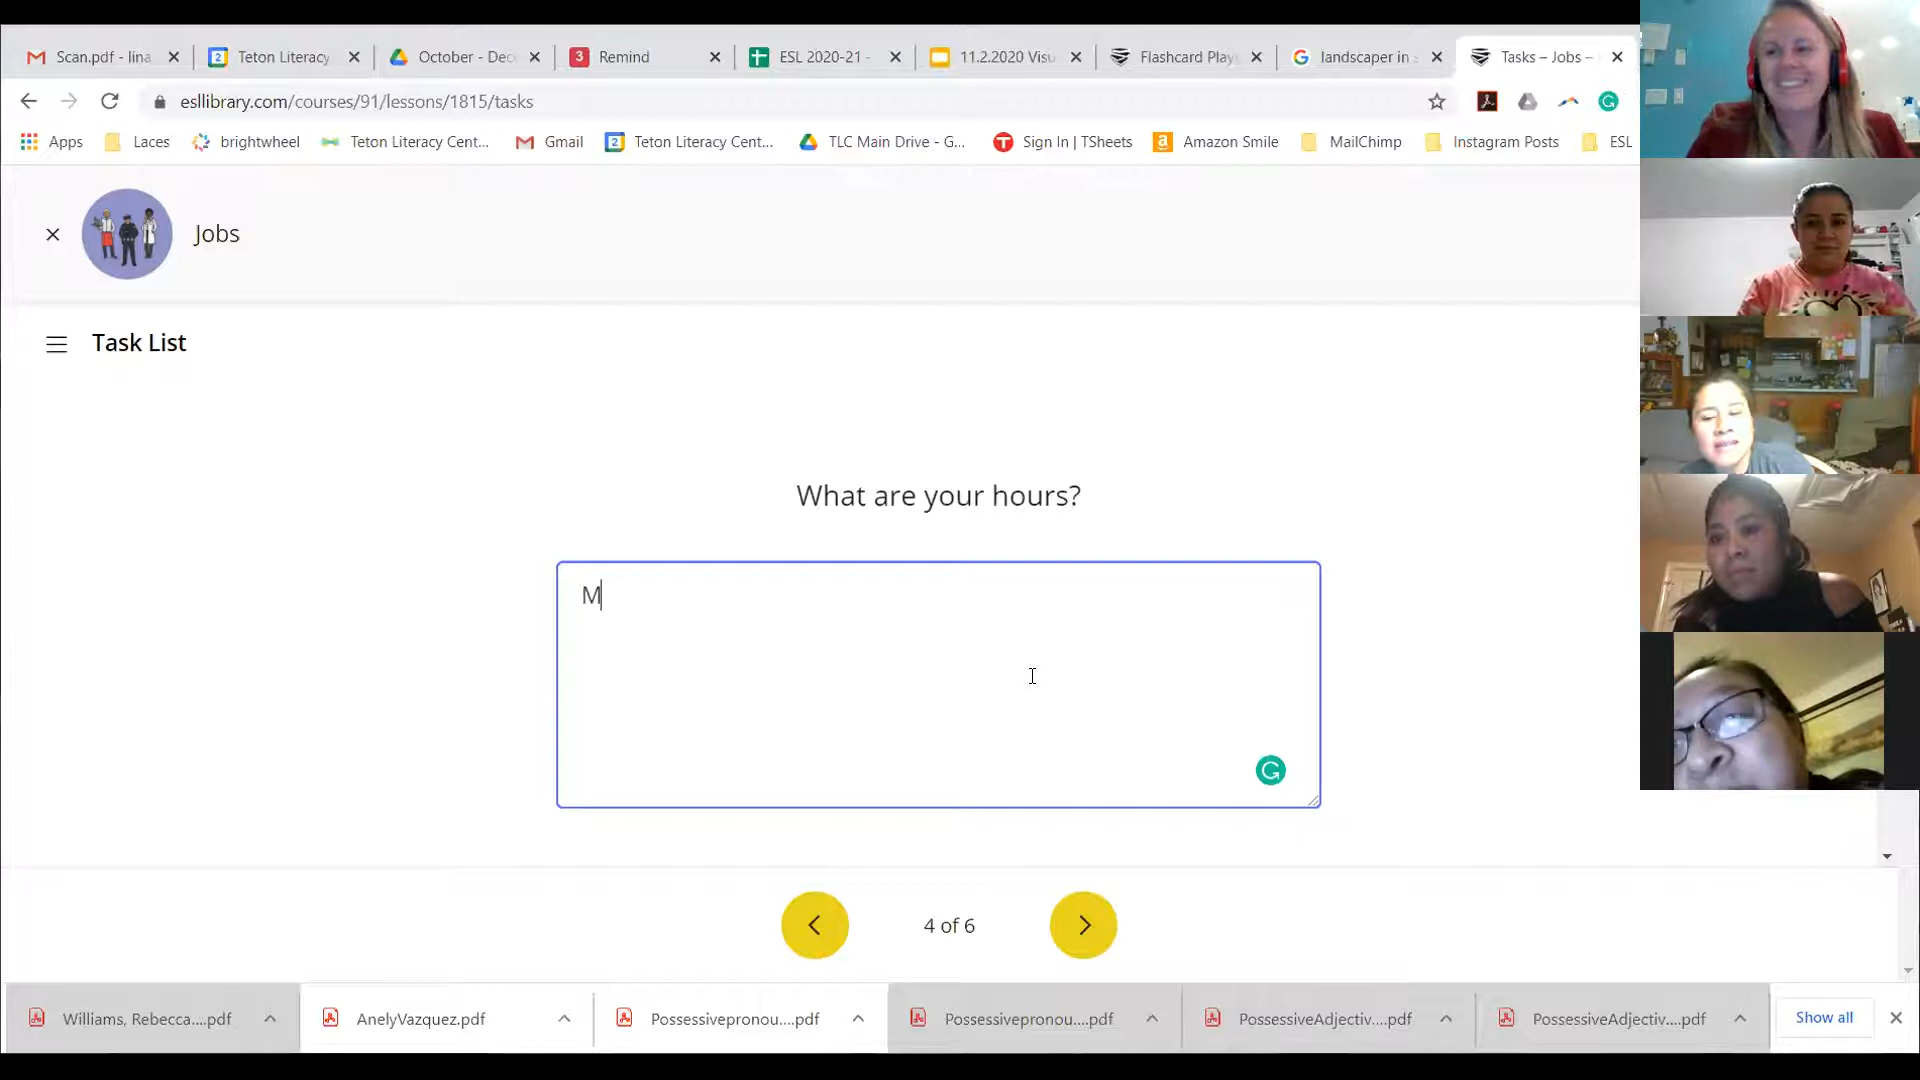 Scan.pdf - lina
Teton Literacy
October - Dec
3 Remind
ESL 2020-21 -
11.2.2020 Visu
Flashcard Play
landscaper in
Tasks – Jobs –
esllibrary.com/courses/91/lessons/1815/tasks
Apps
Laces
brightwheel
Teton Literacy Cent...
Gmail
2 Teton Literacy Cent...
TLC Main Drive - G...
Sign In | TSheets
Amazon Smile
MailChimp
Instagram Posts
ESL
Jobs
Task List
What are your hours?
M
4 of 6
Williams, Rebecca....pdf
AnelyVazquez.pdf
Possessivepronou....pdf
Possessivepronou....pdf
PossessiveAdjectiv....pdf
PossessiveAdjectiv....pdf
Show all